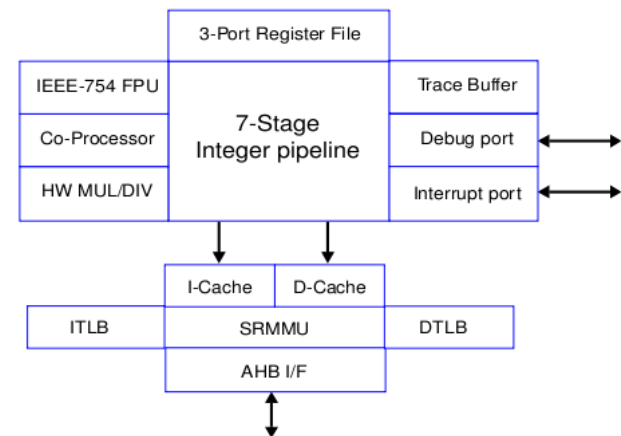 3-Port Register File
IEEE-754 FPU
Trace Buffer
7-Stage
Integer pipeline
Co-Processor
Debug port
HW MUL/DIV
Interrupt port
I-Cache
D-Cache
ITLB
SRMMU
DTLB
AHB I/F